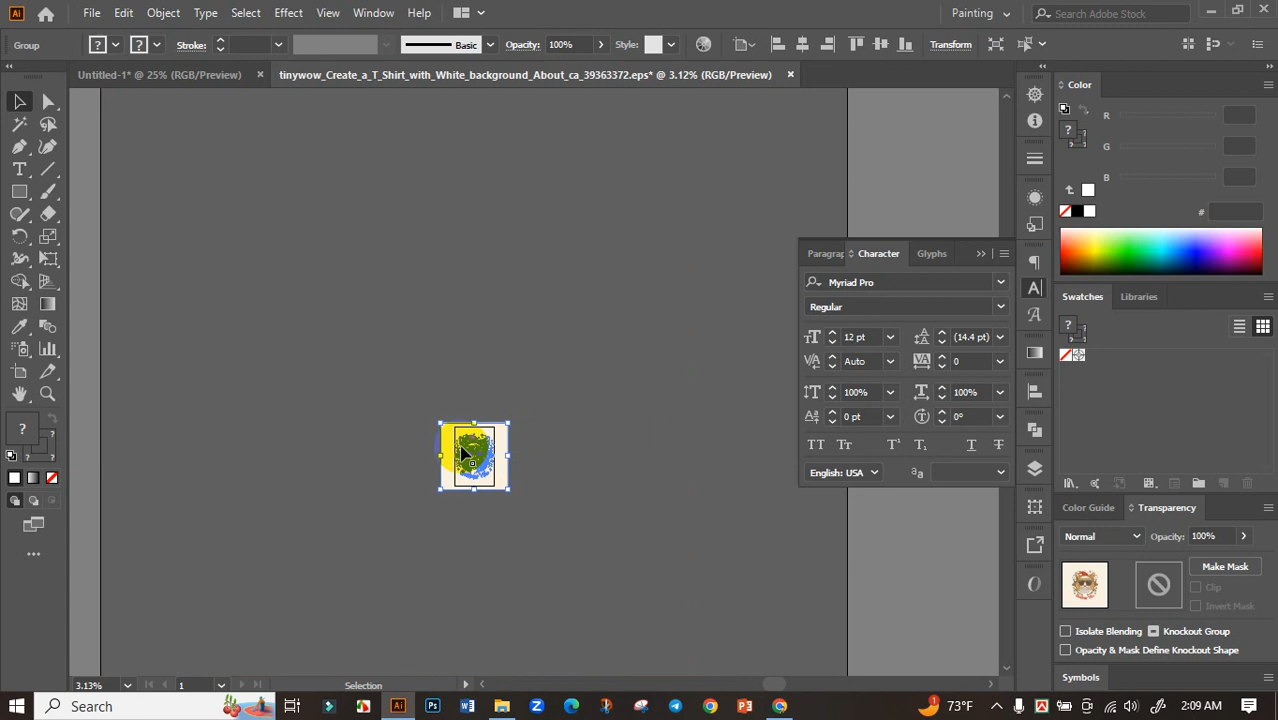 Ai File Edit Object Type Select Effect View Window Help Painting Search Adobe Stock
Group ? ? Stroke: Basic Opacity: 100% Style: Transform
Untitled-1* @ 25% (RGB/Preview) tinywow_Create_a_T_Shirt_with_White_background_About_ca_39363372.eps* @ 3.12% (RGB/Preview)
Color
? R
G
B
#
Paragrap Character Glyphs
Myriad Pro
Regular
12 pt (14.4 pt)
Auto 0
100% 100%
0 pt 0°
English: USA
Swatches Libraries
?
?
Color Guide Transparency
Normal Opacity: 100%
Make Mask
Clip
Invert Mask
Isolate Blending Knockout Group
Opacity & Mask Define Knockout Shape
Symbols
3.13% 1 Selection
Search 1 73°F 2:09 AM